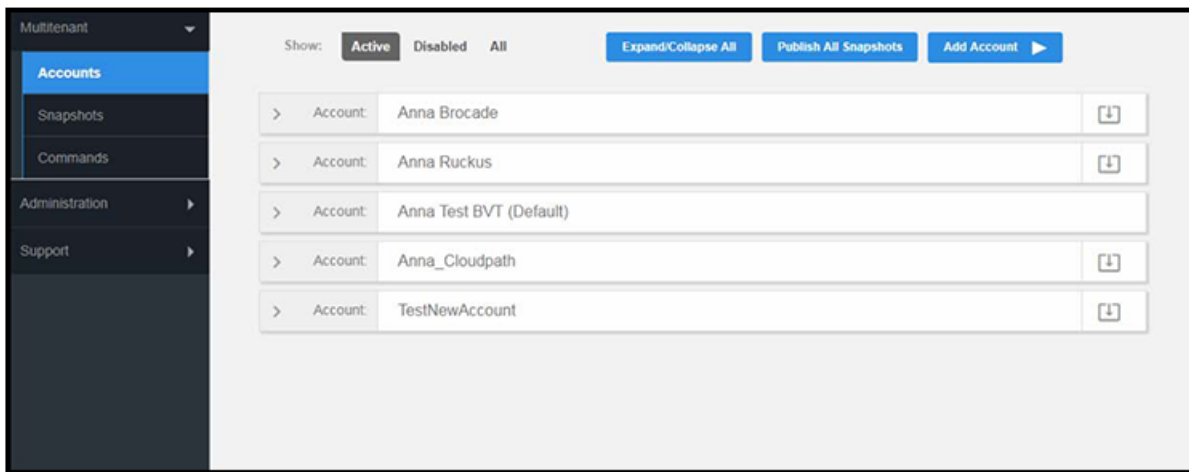 Multitenant
Show: Active Disabled All Expand/Collapse All Publish All Snapshots Add Account
Accounts
Snapshots
Commands
Administration
Support
Account: Anna Brocade
Account: Anna Ruckus
Account: Anna Test BVT (Default)
Account: Anna_Cloudpath
Account: TestNewAccount